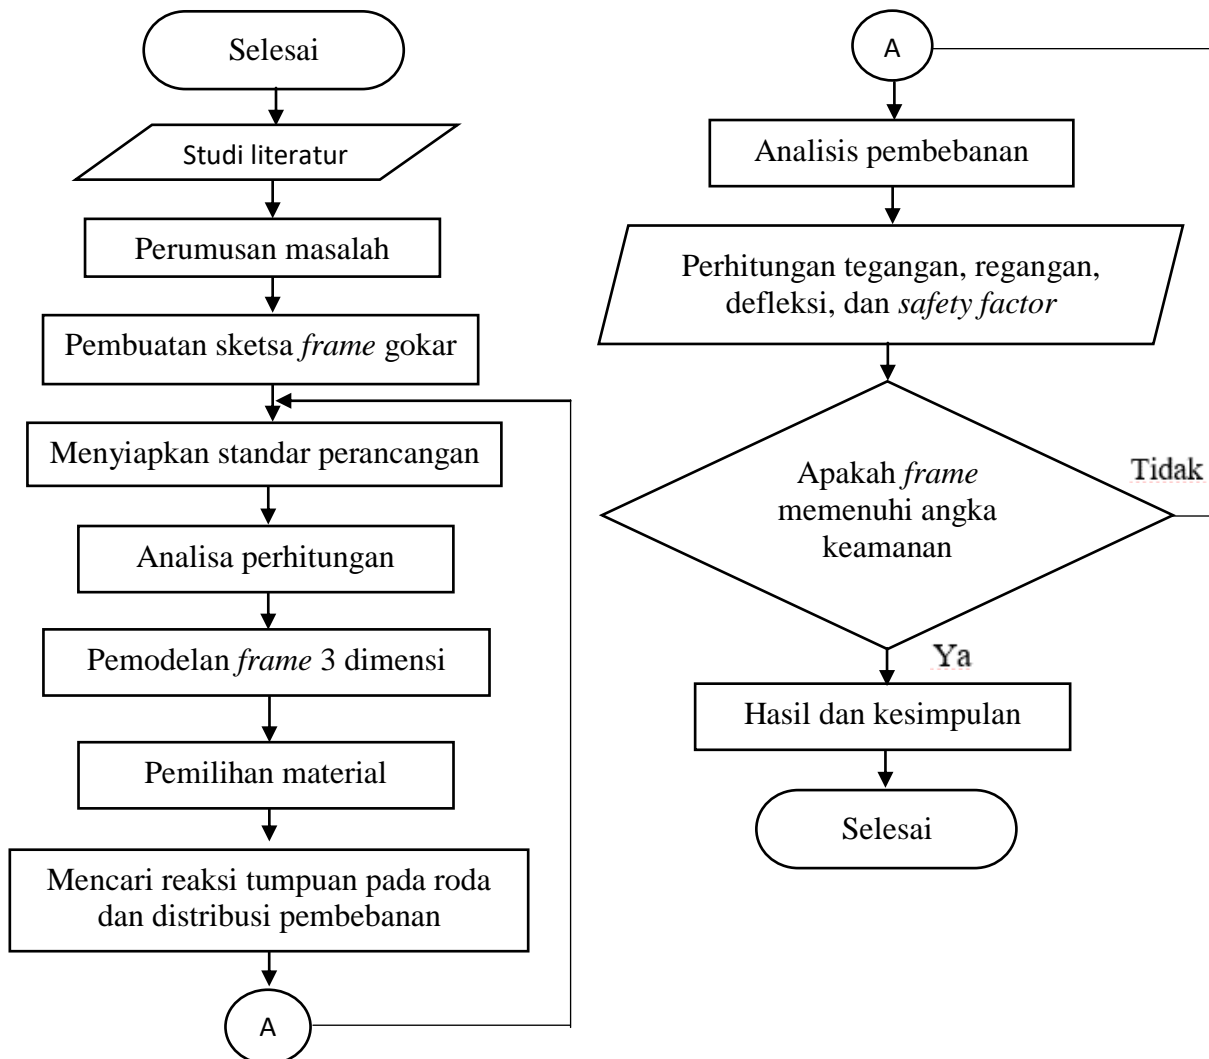 Selesai
Studi literatur
Perumusan masalah
Pembuatan sketsa frame gokar
Menyiapkan standar perancangan
Analisa perhitungan
Pemodelan frame 3 dimensi
Pemilihan material
Mencari reaksi tumpuan pada roda
dan distribusi pembebanan
A
A
Analisis pembebanan
Perhitungan tegangan, regangan,
defleksi, dan safety factor
Apakah frame
memenuhi angka
keamanan
Tidak
Ya
Hasil dan kesimpulan
Selesai